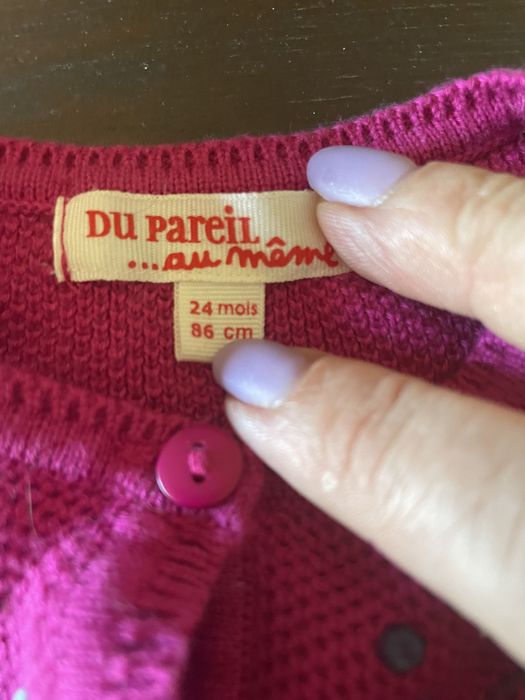 Du PareiL
...au même
24 mois
86 cm